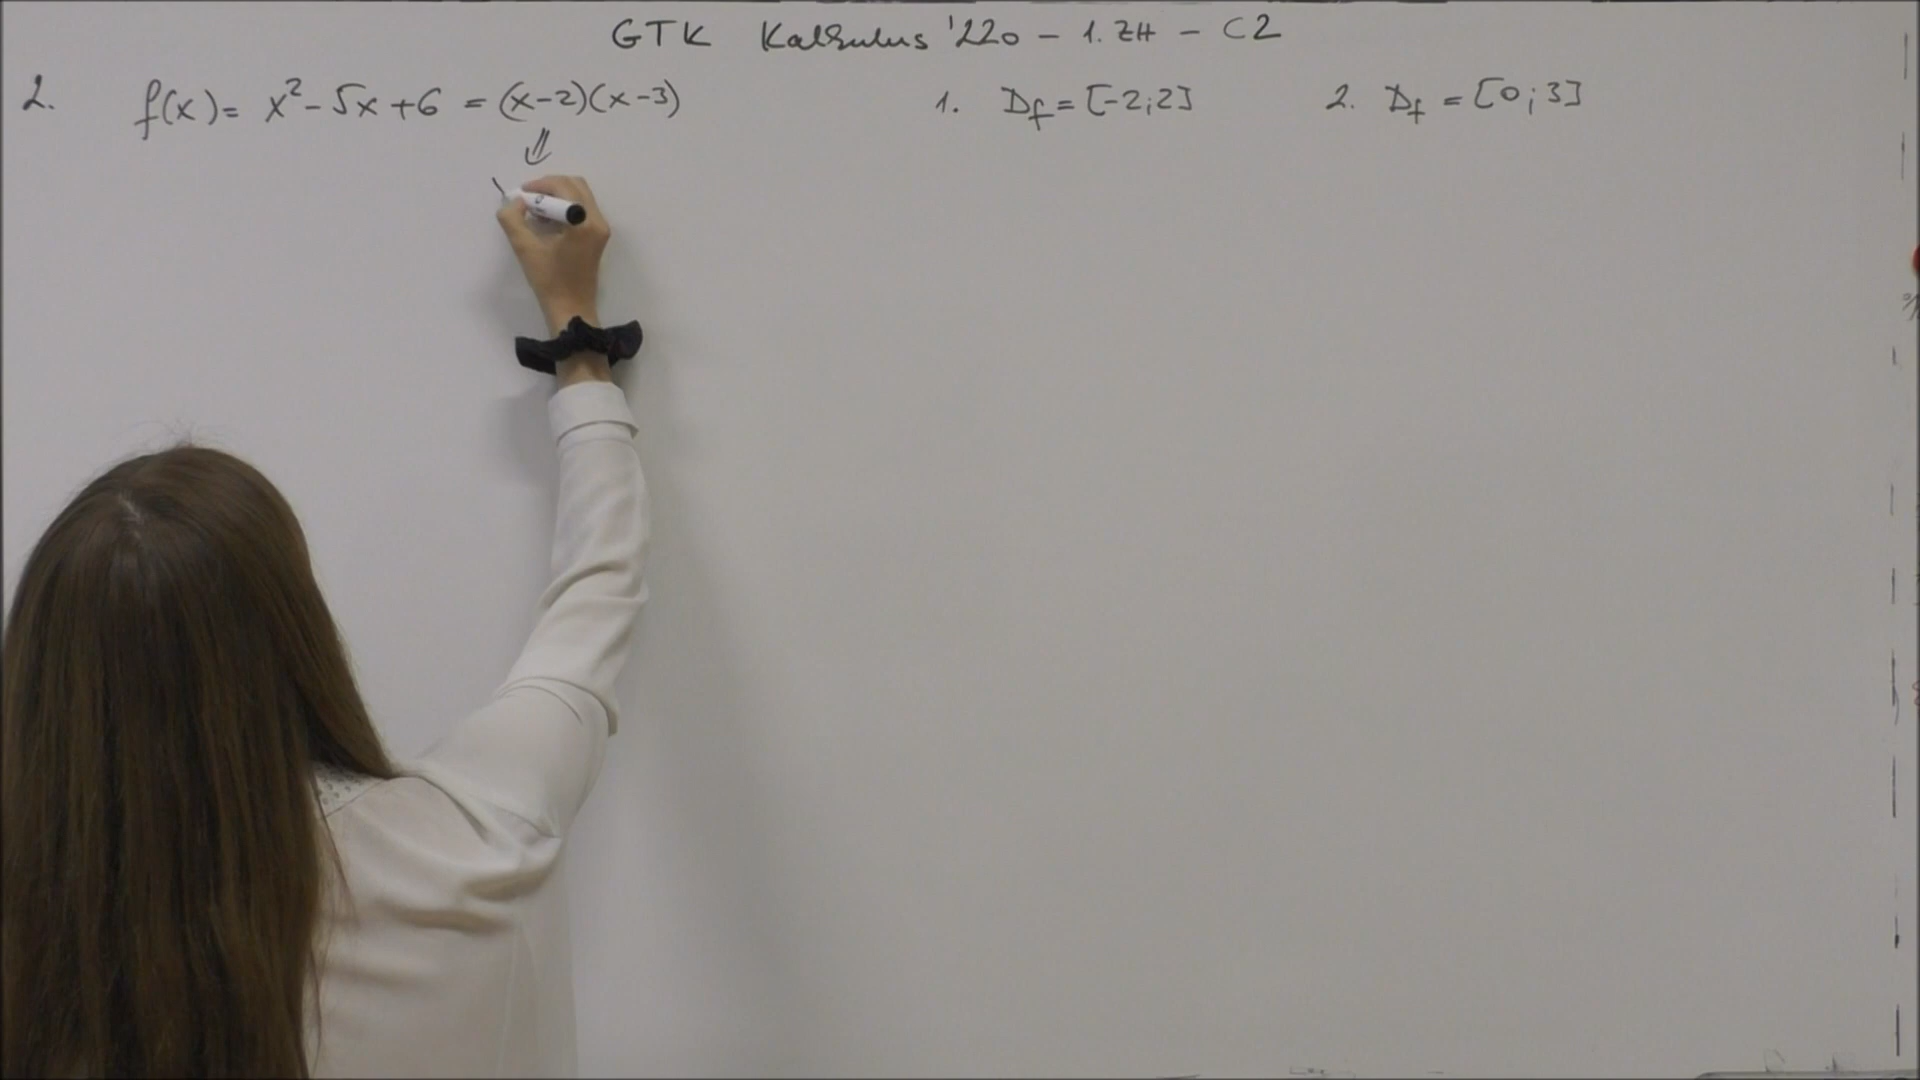 GTK Kalkulus '220 - 1. ZH - C2
2. f(x) = x² - 5x + 6 = (x-2)(x-3) 1. Df = [-2;2] 2. Df = [0;3]
⇓